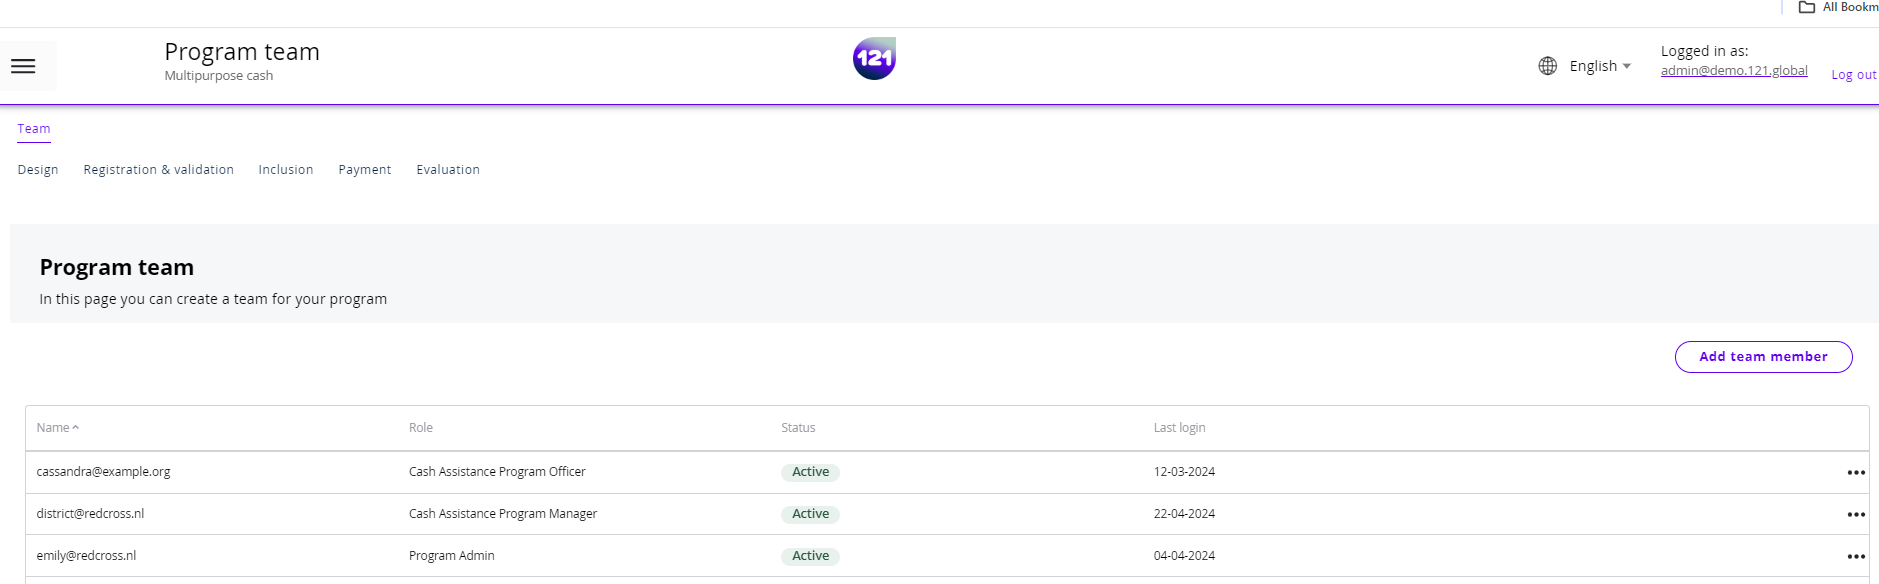 All Bookm
Program team
Multipurpose cash
121
English
Logged in as:
admin@demo.121.global
Log out
Team
Design Registration & validation Inclusion Payment Evaluation
Program team
In this page you can create a team for your program
Add team member
Name Role Status Last login
cassandra@example.org Cash Assistance Program Officer Active 12-03-2024
district@redcross.nl Cash Assistance Program Manager Active 22-04-2024
emily@redcross.nl Program Admin Active 04-04-2024